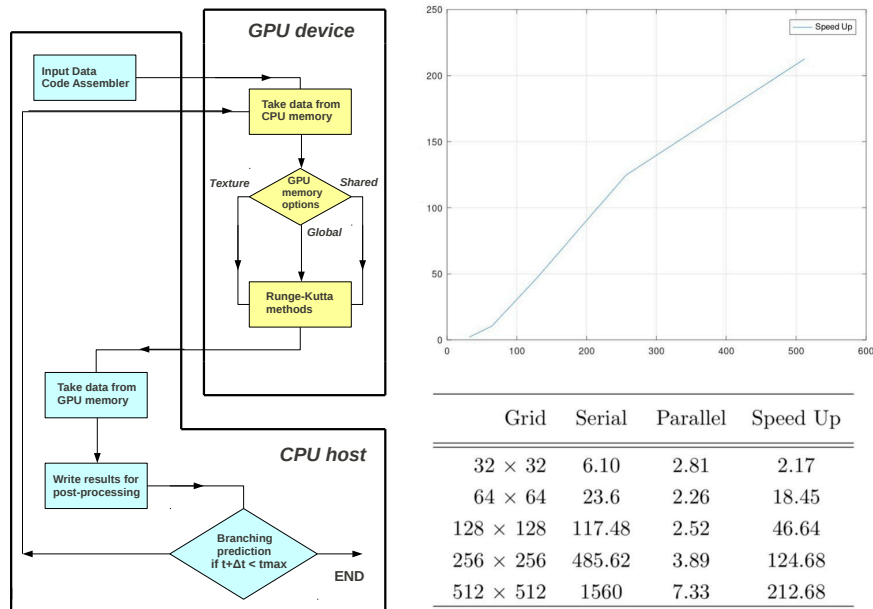 GPU device
Input Data
Code Assembler
Take data from
CPU memory
Texture
GPU
memory
options
Shared
Global
Runge-Kutta
methods
Take data from
GPU memory
CPU host
Write results for
post-processing
Branching
prediction
if t+Δt < tmax
END
Speed Up
250
200
150
100
50
0
0 100 200 300 400 500 600
Grid Serial Parallel Speed Up
32 × 32 6.10 2.81 2.17
64 × 64 23.6 2.26 18.45
128 × 128 117.48 2.52 46.64
256 × 256 485.62 3.89 124.68
512 × 512 1560 7.33 212.68